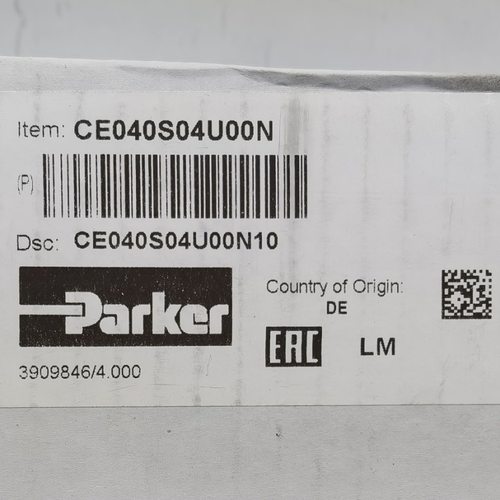 Item: CE040S04U00N
(P)
Dsc: CE040S04U00N10
Parker
Country of Origin:
DE
EAC LM
3909846/4.000